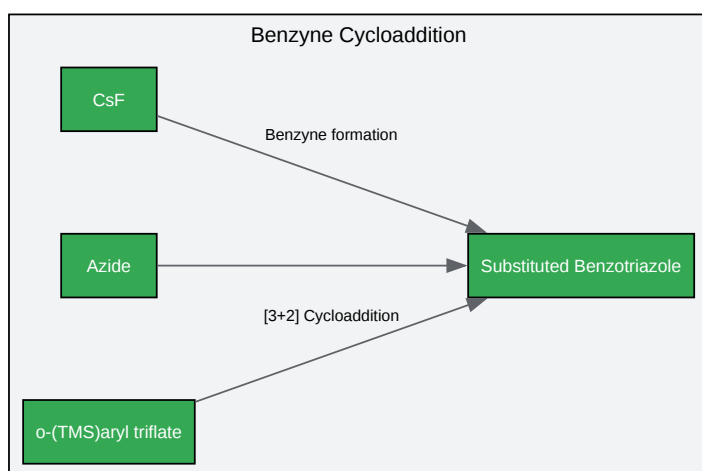 Benzyne Cycloaddition
CsF
Benzyne formation
Azide
Substituted Benzotriazole
[3+2] Cycloaddition
o-(TMS)aryl triflate